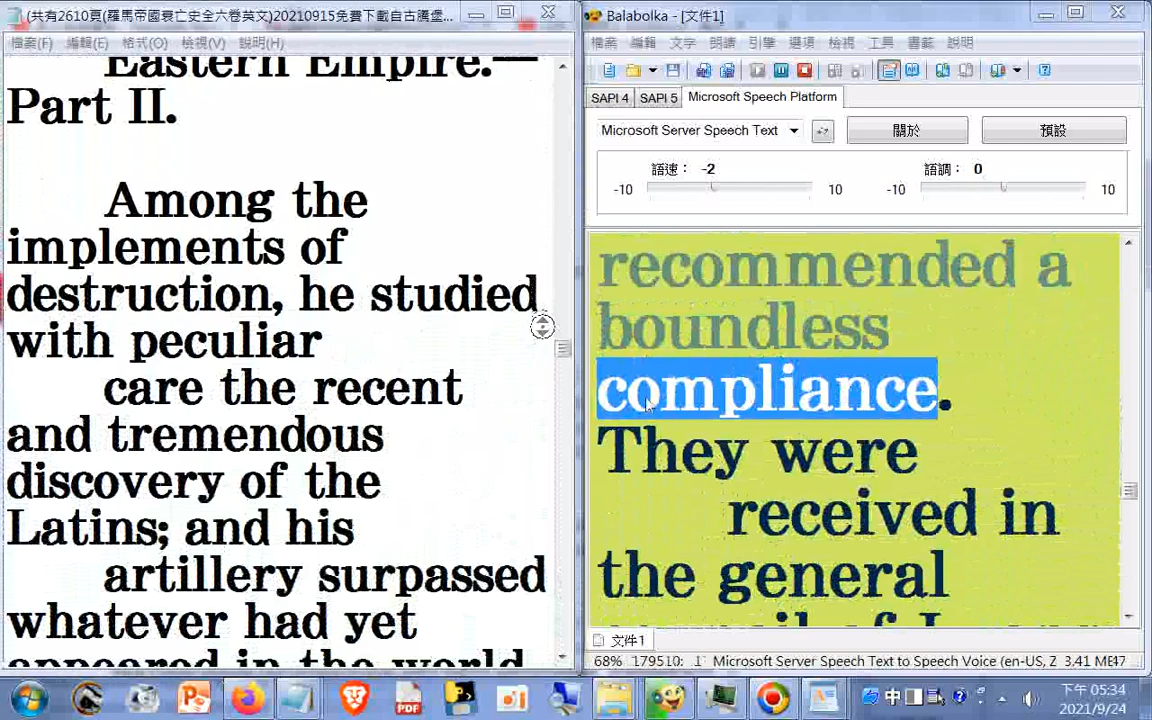 (共有2610頁(羅馬帝國衰亡史全六卷英文)20210915免費下載自古騰堡...
檔案(F) 編輯(E) 格式(O) 檢視(V) 說明(H)
Eastern Empire.—
Part II.
Among the
implements of
destruction, he studied
with peculiar
care the recent
and tremendous
discovery of the
Latins; and his
artillery surpassed
whatever had yet
appeared in the world.
Balabolka - [文件1]
檔案 編輯 文字 朗讀 引擎 選項 檢視 工具 書籤 說明
SAPI 4 SAPI 5 Microsoft Speech Platform
Microsoft Server Speech Text 關於 預設
語速： -2 語調： 0
-10 10 -10 10
recommended a
boundless
compliance.
They were
received in
the general
文件1
68% 179510: 1 Microsoft Server Speech Text to Speech Voice (en-US, Z 3.41 ME47
中
下午 05:34
2021/9/24